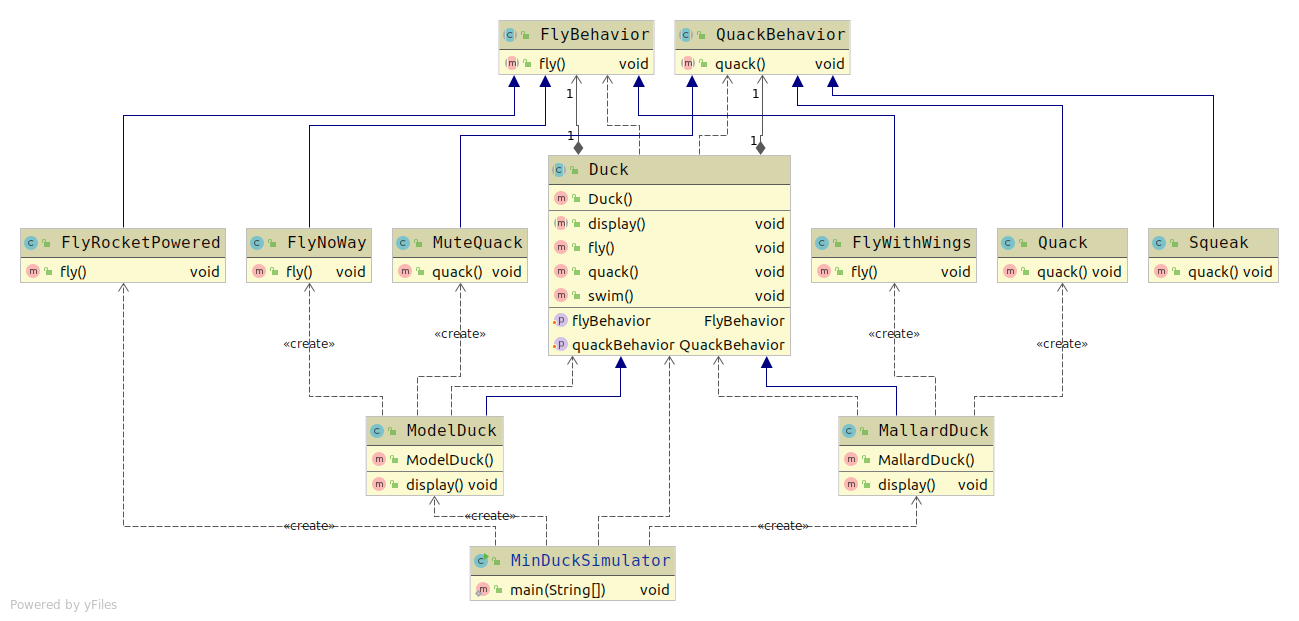 FlyBehavior
fly() void
QuackBehavior
quack() void
1
1
1
1
Duck
Duck()
display() void
fly() void
quack() void
swim() void
flyBehavior FlyBehavior
quackBehavior QuackBehavior
FlyRocketPowered
fly() void
FlyNoWay
fly() void
MuteQuack
quack() void
FlyWithWings
fly() void
Quack
quack() void
Squeak
quack() void
«create»
«create»
«create»
«create»
ModelDuck
ModelDuck()
display() void
MallardDuck
MallardDuck()
display() void
«create»
«create»
«create»
MinDuckSimulator
main(String[]) void
Powered by yFiles